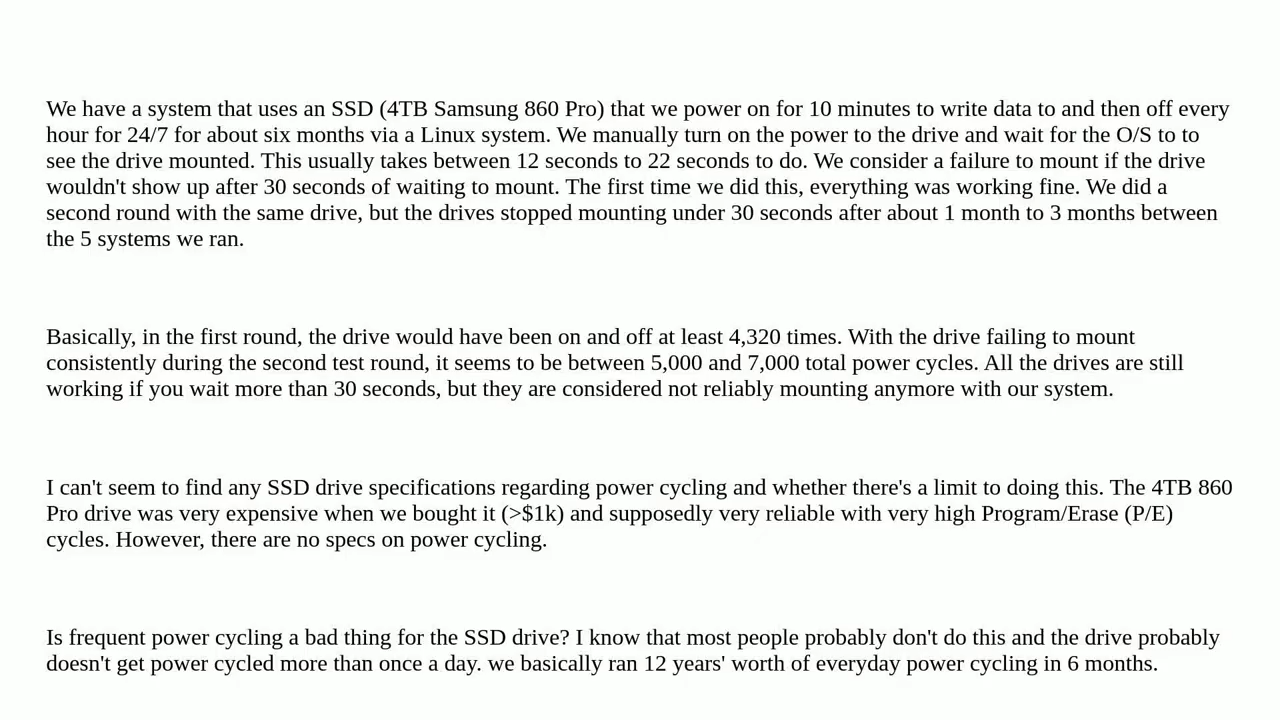 We have a system that uses an SSD (4TB Samsung 860 Pro) that we power on for 10 minutes to write data to and then off every
hour for 24/7 for about six months via a Linux system. We manually turn on the power to the drive and wait for the O/S to to
see the drive mounted. This usually takes between 12 seconds to 22 seconds to do. We consider a failure to mount if the drive
wouldn't show up after 30 seconds of waiting to mount. The first time we did this, everything was working fine. We did a
second round with the same drive, but the drives stopped mounting under 30 seconds after about 1 month to 3 months between
the 5 systems we ran.
Basically, in the first round, the drive would have been on and off at least 4,320 times. With the drive failing to mount
consistently during the second test round, it seems to be between 5,000 and 7,000 total power cycles. All the drives are still
working if you wait more than 30 seconds, but they are considered not reliably mounting anymore with our system.
I can't seem to find any SSD drive specifications regarding power cycling and whether there's a limit to doing this. The 4TB 860
Pro drive was very expensive when we bought it (>$1k) and supposedly very reliable with very high Program/Erase (P/E)
cycles. However, there are no specs on power cycling.
Is frequent power cycling a bad thing for the SSD drive? I know that most people probably don't do this and the drive probably
doesn't get power cycled more than once a day. we basically ran 12 years' worth of everyday power cycling in 6 months.